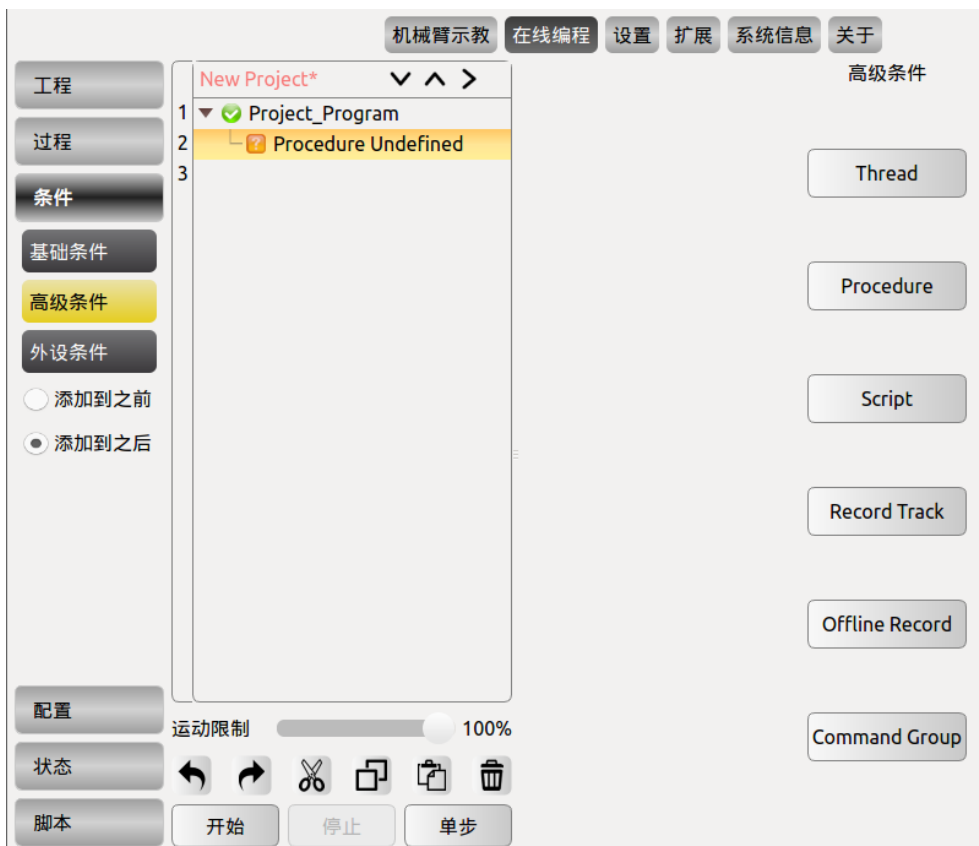 机械臂示教 在线编程 设置 扩展 系统信息 关于
工程
过程
条件
基础条件
高级条件
外设条件
添加到之前
添加到之后
配置
状态
脚本
New Project*
1 Project_Program
2 Procedure Undefined
3
运动限制 100%
开始 停止 单步
高级条件
Thread
Procedure
Script
Record Track
Offline Record
Command Group